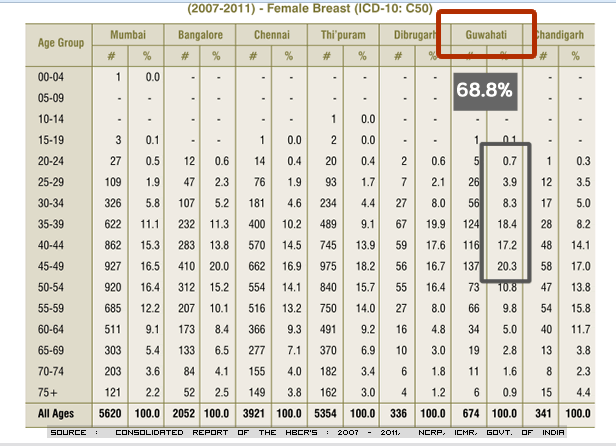 (2007-2011) - Female Breast (ICD-10: C50)
Age Group Mumbai Bangalore Chennai Thi'puram Dibrugarh Guwahati Chandigarh
# % # % # % # % # % # % # %
00-04 1 0.0 - - - - - - - - - - - -
05-09 - - - - - - - - - - - -
10-14 - - - - - - 1 0.0 - - - - - -
68.8%
15-19 3 0.1 - - 1 0.0 2 0.0 - - 1 0.1 - -
20-24 27 0.5 12 0.6 14 0.4 20 0.4 2 0.6 5 0.7 1 0.3
25-29 109 1.9 47 2.3 76 1.9 93 1.7 7 2.1 26 3.9 12 3.5
30-34 326 5.8 107 5.2 181 4.6 234 4.4 27 8.0 56 8.3 17 5.0
35-39 622 11.1 232 11.3 400 10.2 489 9.1 67 19.9 124 18.4 28 8.2
40-44 862 15.3 283 13.8 570 14.5 745 13.9 59 17.6 116 17.2 48 14.1
45-49 927 16.5 410 20.0 662 16.9 975 18.2 56 16.7 137 20.3 58 17.0
50-54 920 16.4 312 15.2 554 14.1 840 15.7 55 16.4 73 10.8 47 13.8
55-59 685 12.2 207 10.1 516 13.2 750 14.0 27 8.0 66 9.8 54 15.8
60-64 511 9.1 173 8.4 366 9.3 491 9.2 16 4.8 34 5.0 40 11.7
65-69 303 5.4 133 6.5 277 7.1 370 6.9 10 3.0 19 2.8 13 3.8
70-74 203 3.6 84 4.1 155 4.0 182 3.4 6 1.8 11 1.6 8 2.3
75+ 121 2.2 52 2.5 149 3.8 162 3.0 4 1.2 6 0.9 15 4.4
All Ages 5620 100.0 2052 100.0 3921 100.0 5354 100.0 336 100.0 674 100.0 341 100.0
SOURCE : CONSOLIDATED REPORT OF THE HBCR'S : 2007 - 2011, NCRP, ICMR, GOVT. OF INDIA